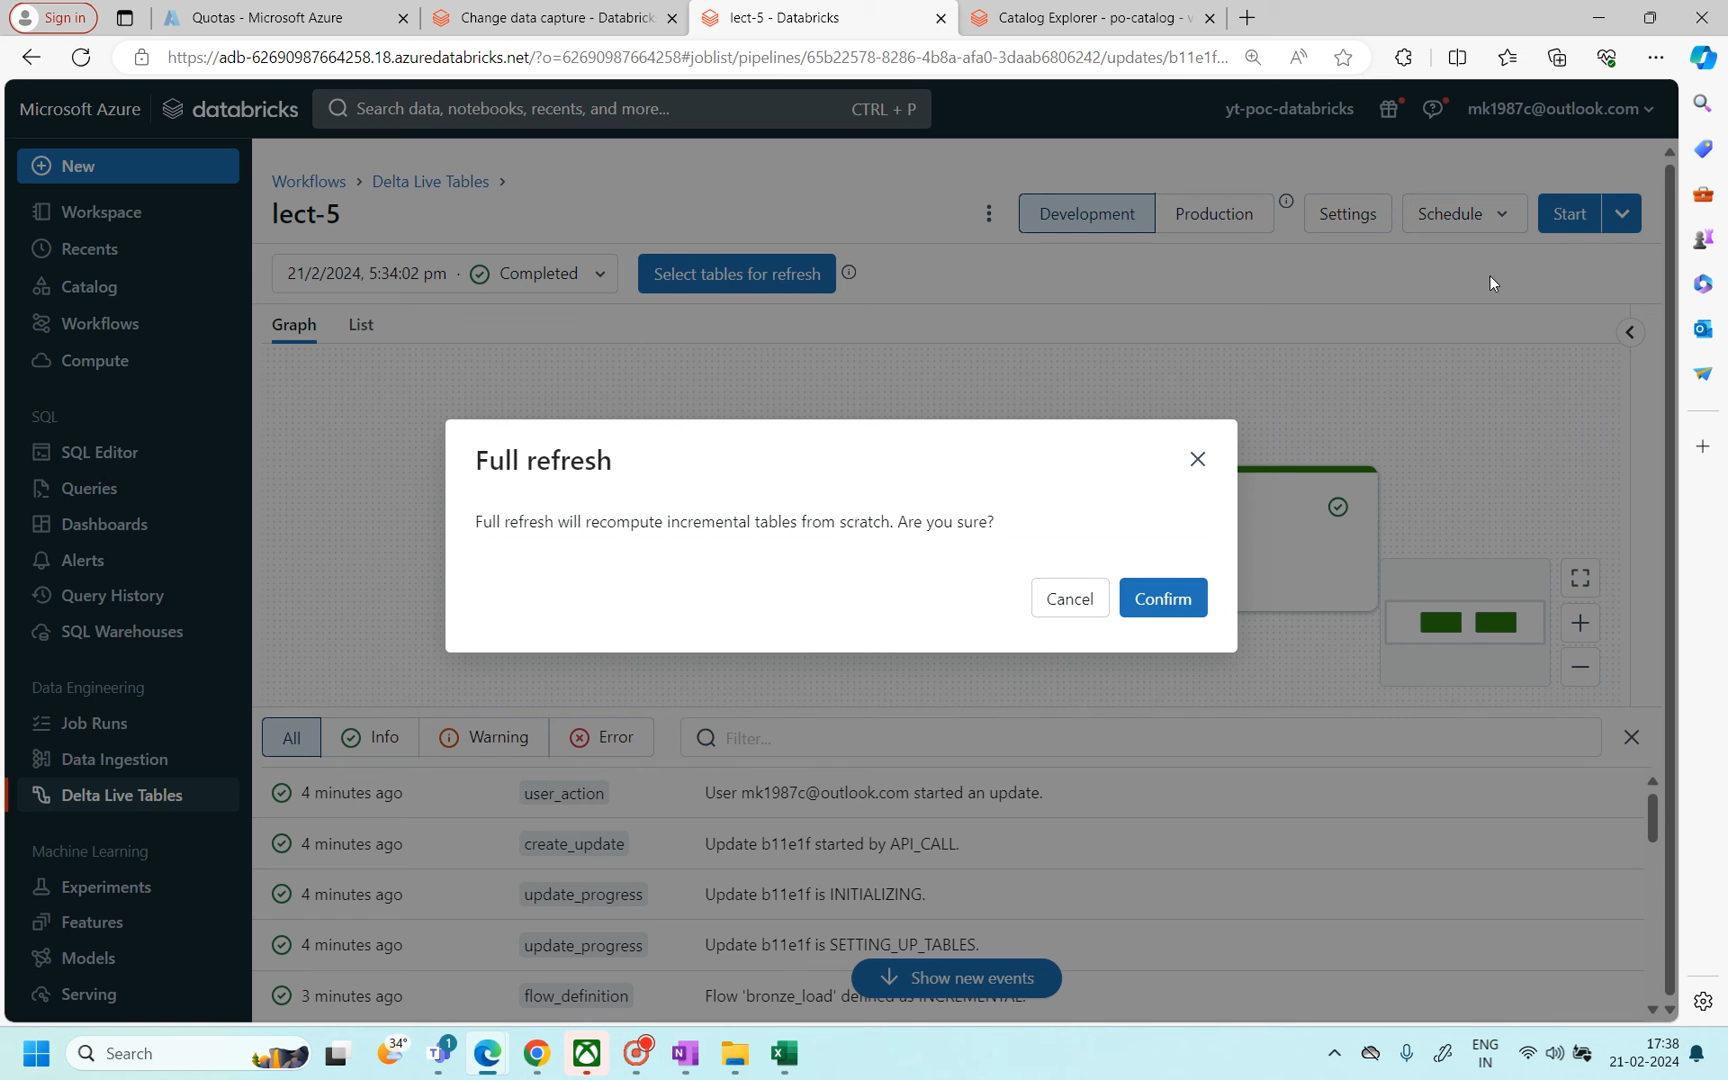 Sign in
Quotas - Microsoft Azure
Change data capture - Databrick
lect-5 - Databricks
Catalog Explorer - po-catalog -
https://adb-62690987664258.18.azuredatabricks.net/?o=62690987664258#joblist/pipelines/65b22578-8286-4b8a-afa0-3daab6806242/updates/b11e1f...
Microsoft Azure
databricks
Search data, notebooks, recents, and more...
CTRL + P
yt-poc-databricks
mk1987c@outlook.com
New
Workspace
Recents
Catalog
Workflows
Compute
SQL
SQL Editor
Queries
Dashboards
Alerts
Query History
SQL Warehouses
Data Engineering
Job Runs
Data Ingestion
Delta Live Tables
Machine Learning
Experiments
Features
Models
Serving
Workflows > Delta Live Tables >
lect-5
Development
Production
Settings
Schedule
Start
21/2/2024, 5:34:02 pm · Completed
Select tables for refresh
Graph
List
Full refresh
Full refresh will recompute incremental tables from scratch. Are you sure?
Cancel
Confirm
All
Info
Warning
Error
Filter...
4 minutes ago user_action User mk1987c@outlook.com started an update.
4 minutes ago create_update Update b11e1f started by API_CALL.
4 minutes ago update_progress Update b11e1f is INITIALIZING.
4 minutes ago update_progress Update b11e1f is SETTING_UP_TABLES.
Show new events
3 minutes ago flow_definition Flow 'bronze_load' defined as INCREMENTAL.
Search
34°
1
ENG
IN
17:38
21-02-2024